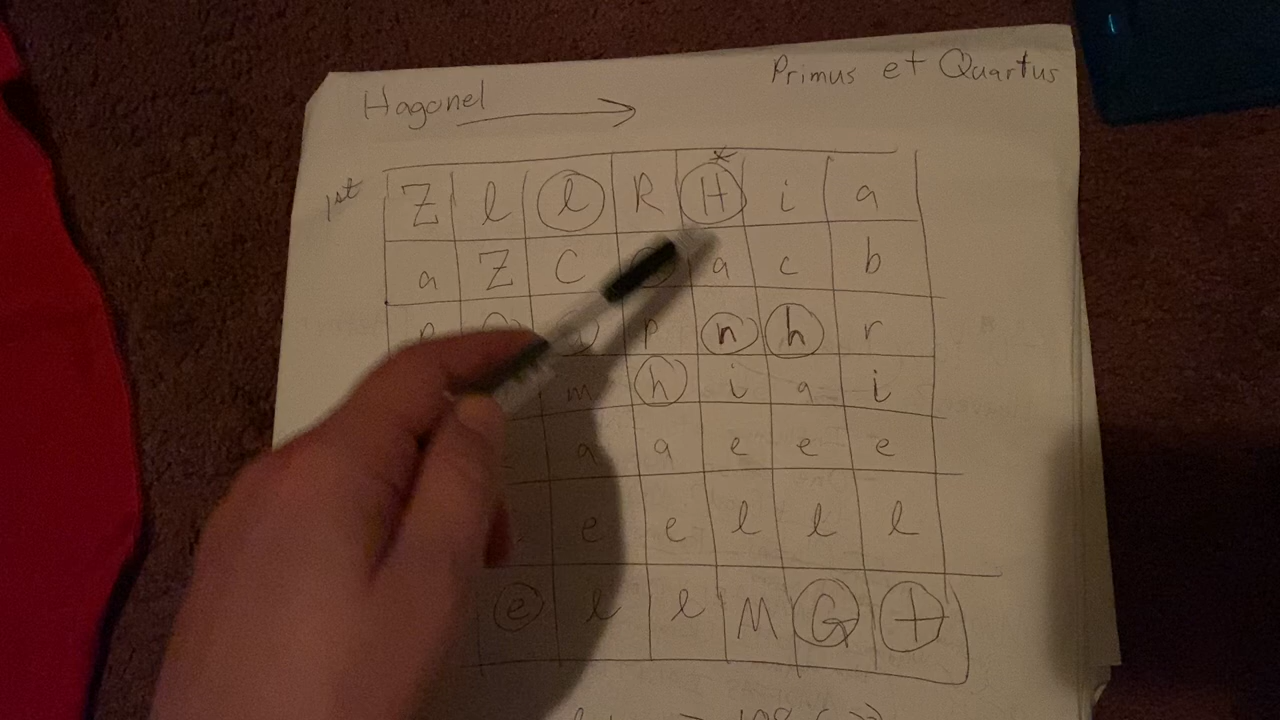 Primus et Quartus
Hagonel
1st
Z l l R H i a
a Z C a c b
p n h r
m h i a i
a a e e e
e e l l l
e l l M G +